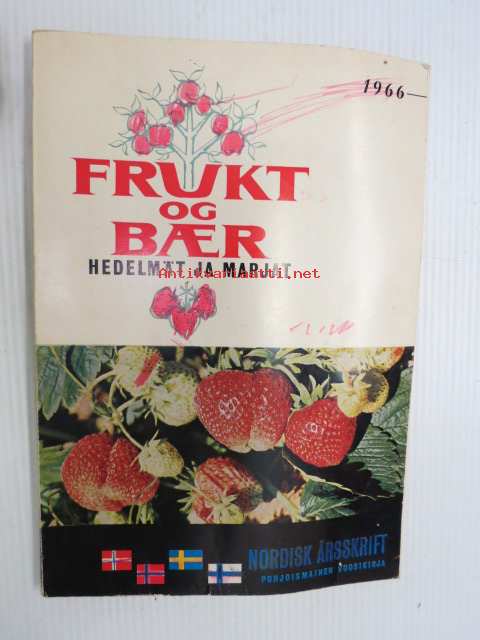 1966—
FRUKT
OG
BÆR
HEDELMÄT JA MARJAT
Antikvariaatti.net
NORDISK ÅRSSKRIFT
POHJOISMAINEN VUOSIKIRJA